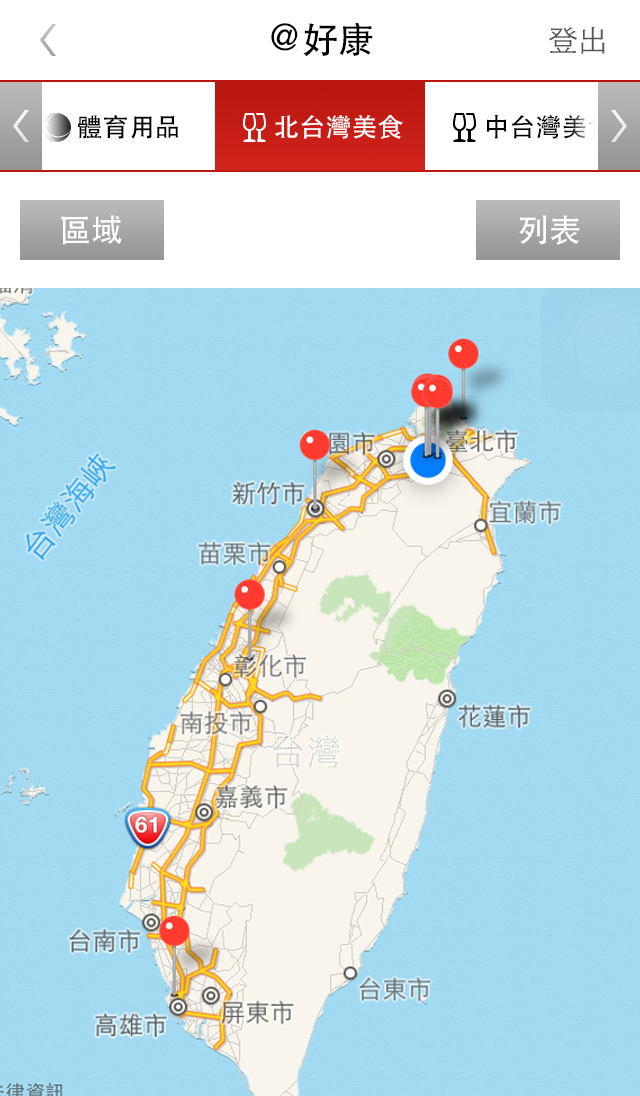 @好康
登出
體育用品
北台灣美食
中台灣美
區域
列表
園市
臺北市
新竹市
宜蘭市
台灣海峽
苗栗市
彰化市
南投市
花蓮市
台灣
嘉義市
61
台南市
台東市
高雄市
屏東市
律資訊